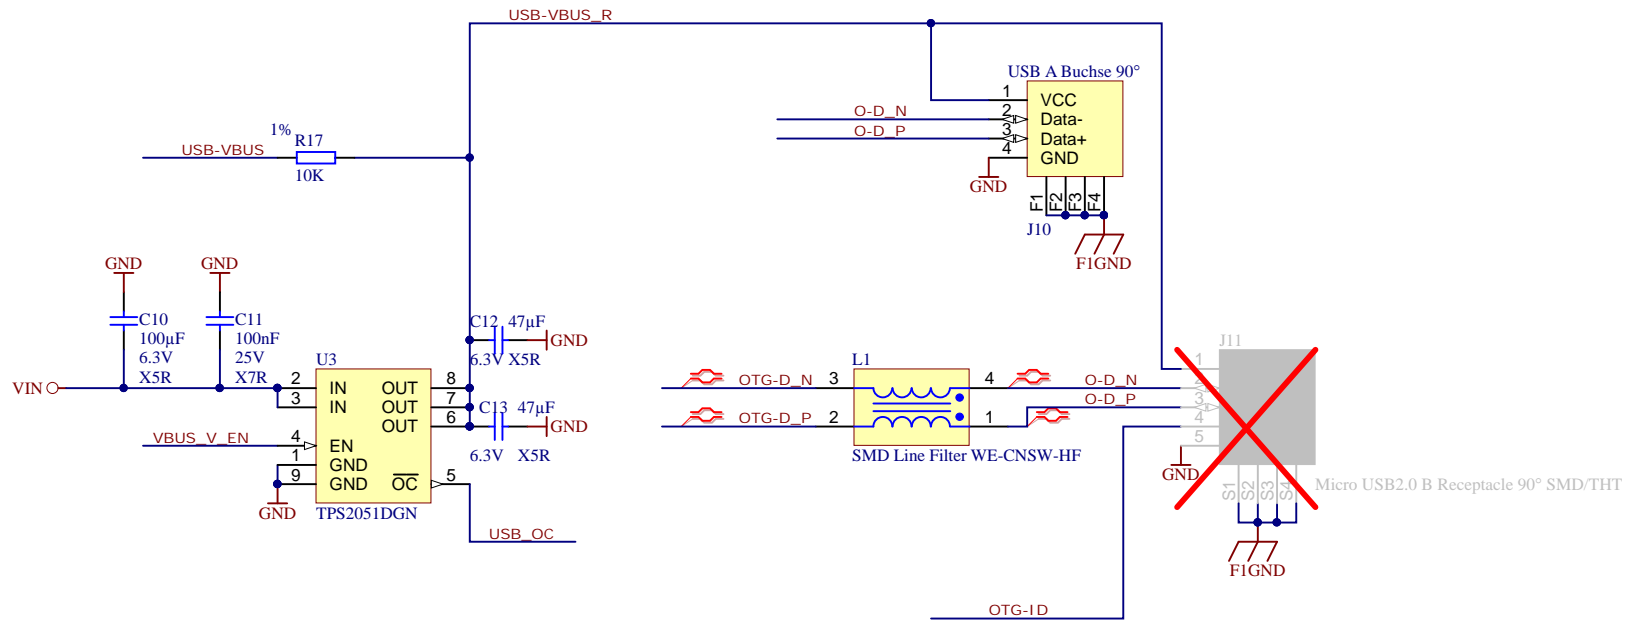 USB-VBUS_R
USB A Buchse 90°
1 VCC
O-D_N 2 Data-
O-D_P 3 Data+
4 GND
GND
F1 F2 F3 F4
J10
F1GND
1%
R17
USB-VBUS
10K
GND GND
C10 C11
100µF 100nF
6.3V 25V
X5R X7R
VIN
C12 47µF
GND
6.3V X5R
U3
2 IN OUT 8
3 IN OUT 7
OUT 6
VBUS_V_EN 4 EN
1 GND
9 GND OC 5
GND
TPS2051DGN
C13 47µF
GND
6.3V X5R
USB_OC
L1
OTG-D_N 3 4 O-D_N
OTG-D_P 2 1 O-D_P
SMD Line Filter WE-CNSW-HF
J11
1
3
4
5
GND
S1 S2 S3 S4
Micro USB2.0 B Receptacle 90° SMD/THT
F1GND
OTG-ID